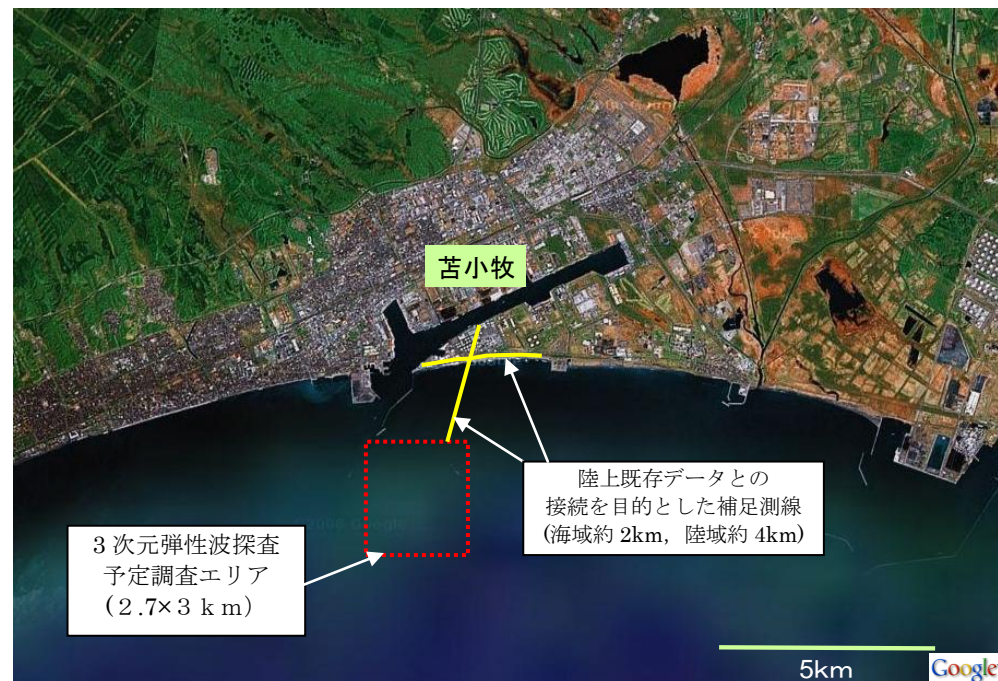 苫小牧
陸上既存データとの
接続を目的とした補足測線
(海域約 2km，陸域約 4km)
３次元弾性波探査
予定調査エリア
（２.7×３ｋｍ）
5km
Google